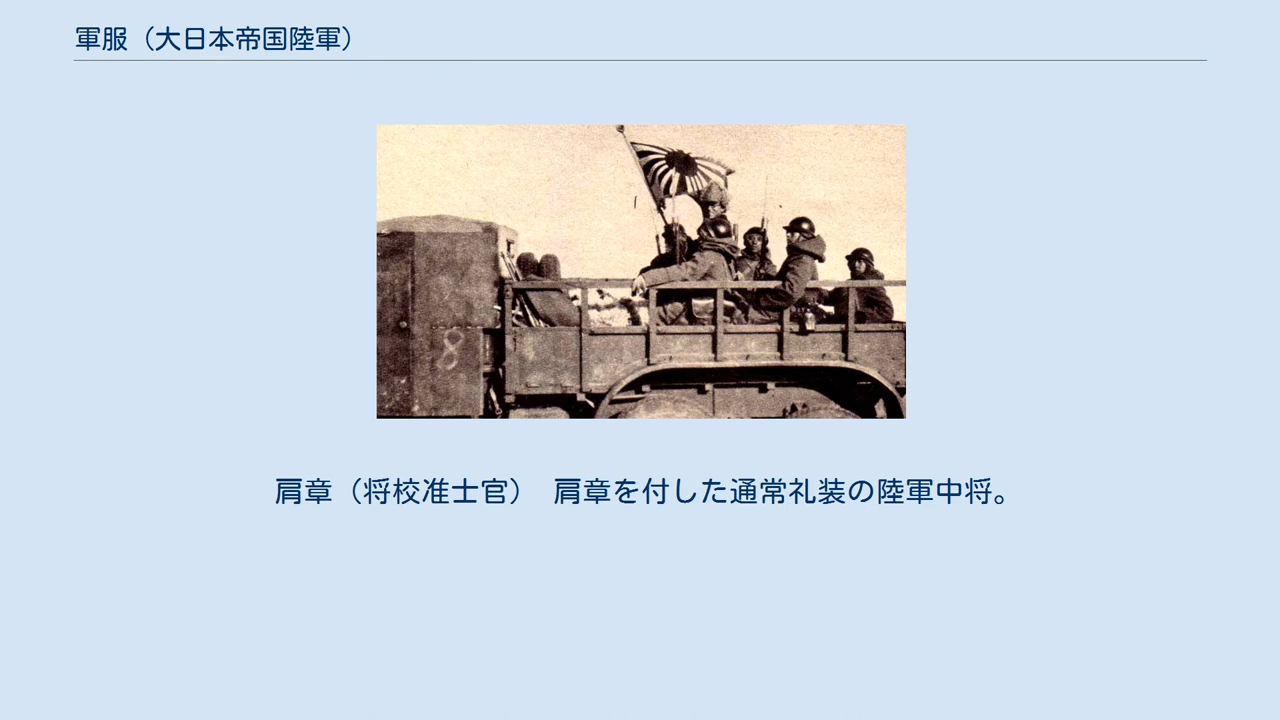 軍服（大日本帝国陸軍）
8
肩章（将校准士官）　肩章を付した通常礼装の陸軍中将。